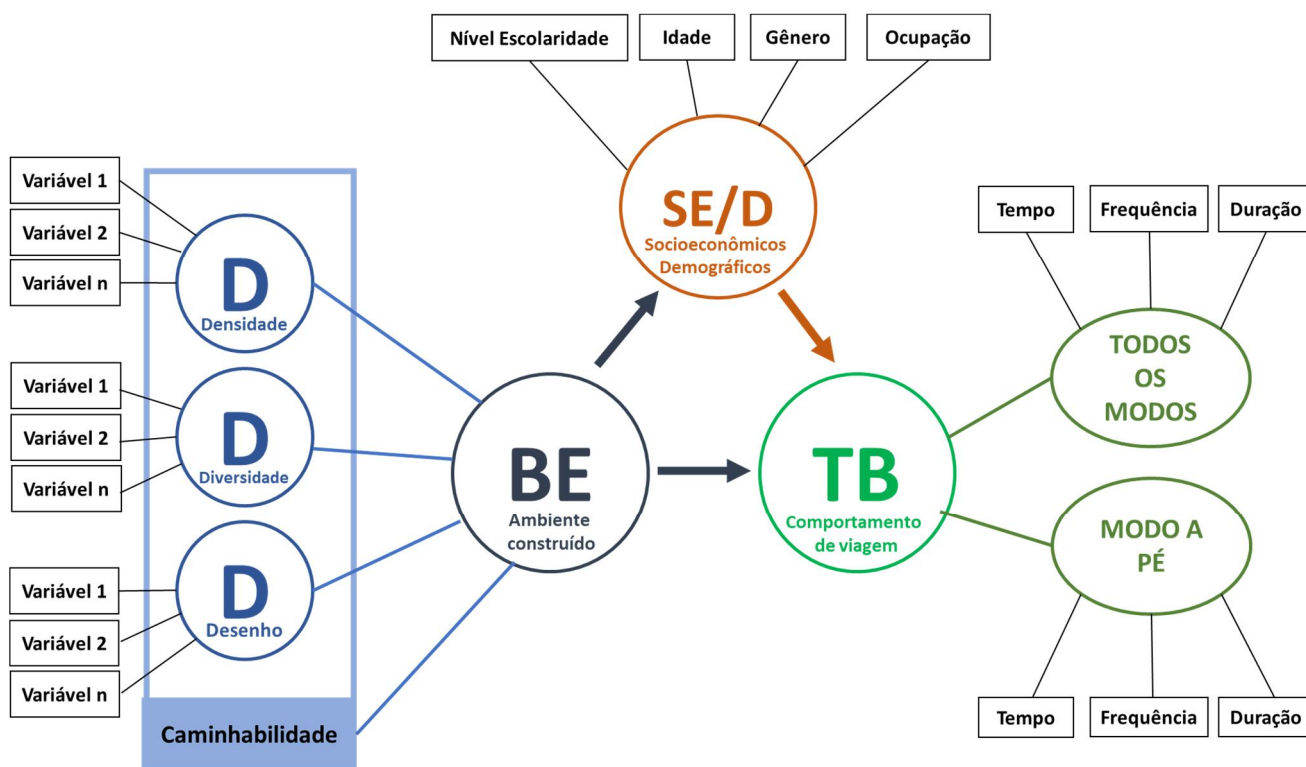 Nível Escolaridade
Idade
Gênero
Ocupação
SE/D
Socioeconômicos
Demográficos
Variável 1
Variável 2
Variável n
D
Densidade
Variável 1
Variável 2
Variável n
D
Diversidade
Variável 1
Variável 2
Variável n
D
Desenho
Caminhabilidade
BE
Ambiente
construído
TB
Comportamento
de viagem
Tempo
Frequência
Duração
TODOS
OS
MODOS
MODO A
PÉ
Tempo
Frequência
Duração